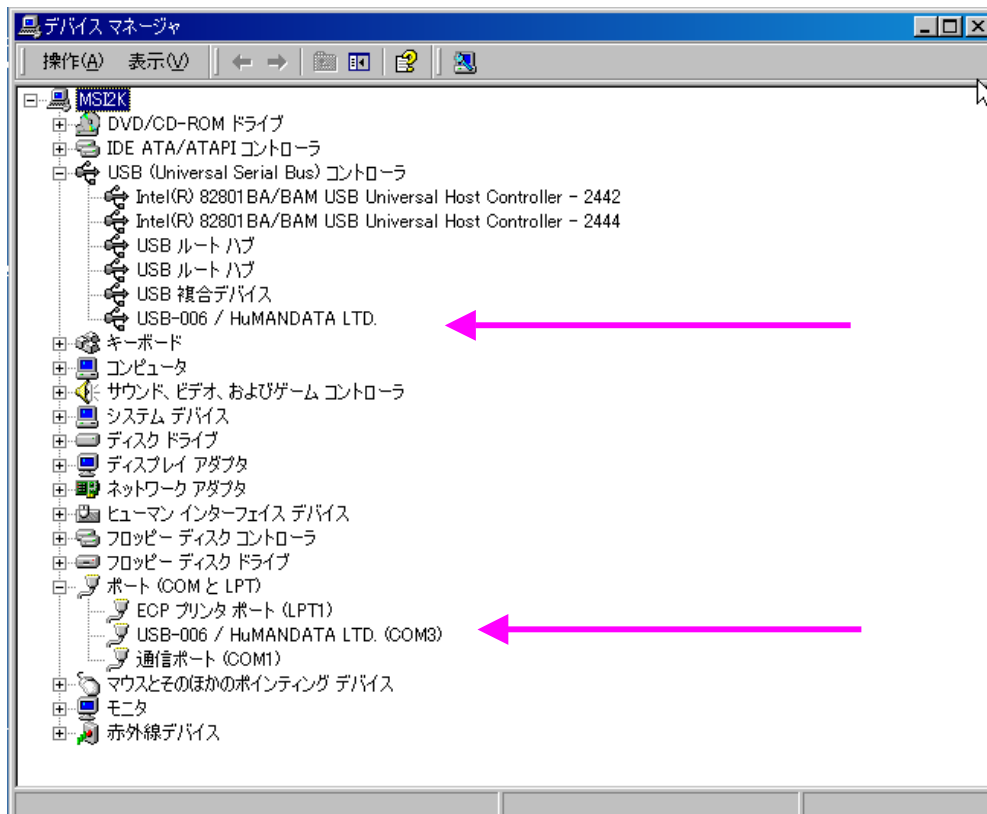 デバイス マネージャ
操作(A) 表示(V)
MSI2K
DVD/CD-ROM ドライブ
IDE ATA/ATAPI コントローラ
USB (Universal Serial Bus) コントローラ
Intel(R) 82801BA/BAM USB Universal Host Controller - 2442
Intel(R) 82801BA/BAM USB Universal Host Controller - 2444
USB ルート ハブ
USB ルート ハブ
USB 複合デバイス
USB-006 / HuMANDATA LTD.
キーボード
コンピュータ
サウンド、ビデオ、およびゲーム コントローラ
システム デバイス
ディスク ドライブ
ディスプレイ アダプタ
ネットワーク アダプタ
ヒューマン インターフェイス デバイス
フロッピー ディスク コントローラ
フロッピー ディスク ドライブ
ポート (COM と LPT)
ECP プリンタ ポート (LPT1)
USB-006 / HuMANDATA LTD. (COM3)
通信ポート (COM1)
マウスとそのほかのポインティング デバイス
モニタ
赤外線デバイス